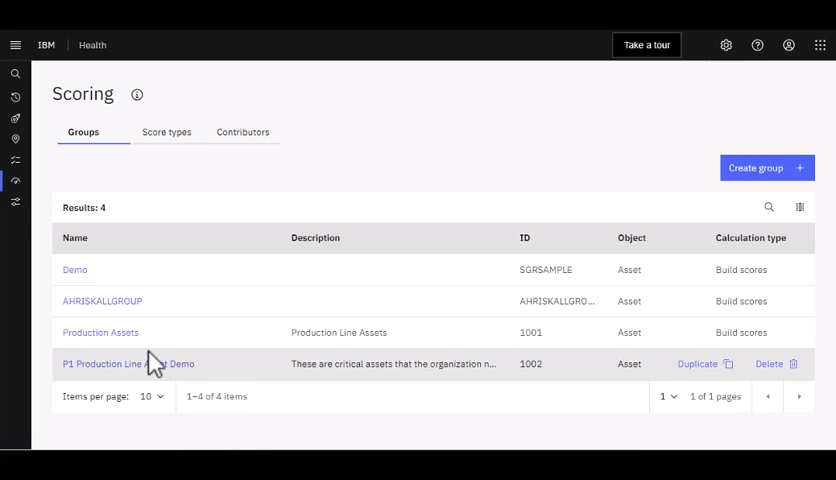 IBM Health Take a tour
Scoring
Groups Score types Contributors
Create group +
Results: 4
Name Description ID Object Calculation type
Demo SGRSAMPLE Asset Build scores
AHRISKALLGROUP AHRISKALLGRO... Asset Build scores
Production Assets Production Line Assets 1001 Asset Build scores
P1 Production Line Demo These are critical assets that the organization n... 1002 Asset Duplicate Delete
Items per page: 10 1–4 of 4 items 1 1 of 1 pages